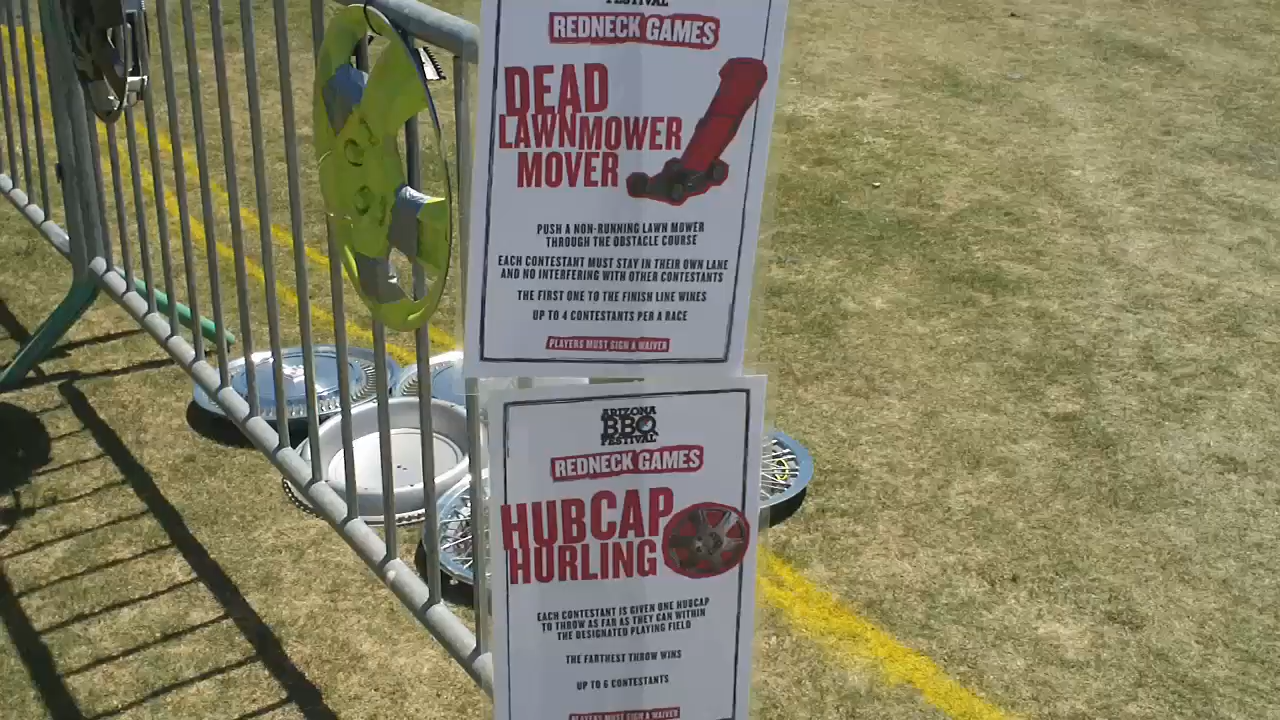 FESTIVAL
REDNECK GAMES
DEAD
LAWNMOWER
MOVER
PUSH A NON-RUNNING LAWN MOWER
THROUGH THE OBSTACLE COURSE
EACH CONTESTANT MUST STAY IN THEIR OWN LANE
AND NO INTERFERING WITH OTHER CONTESTANTS
THE FIRST ONE TO THE FINISH LINE WINES
UP TO 4 CONTESTANTS PER A RACE
PLAYERS MUST SIGN A WAIVER
ARIZONA
BBQ
FESTIVAL
REDNECK GAMES
HUBCAP
HURLING
EACH CONTESTANT IS GIVEN ONE HUBCAP
TO THROW AS FAR AS THEY CAN WITHIN
THE DESIGNATED PLAYING FIELD
THE FARTHEST THROW WINS
UP TO 6 CONTESTANTS
PLAYERS MUST SIGN A WAIVER